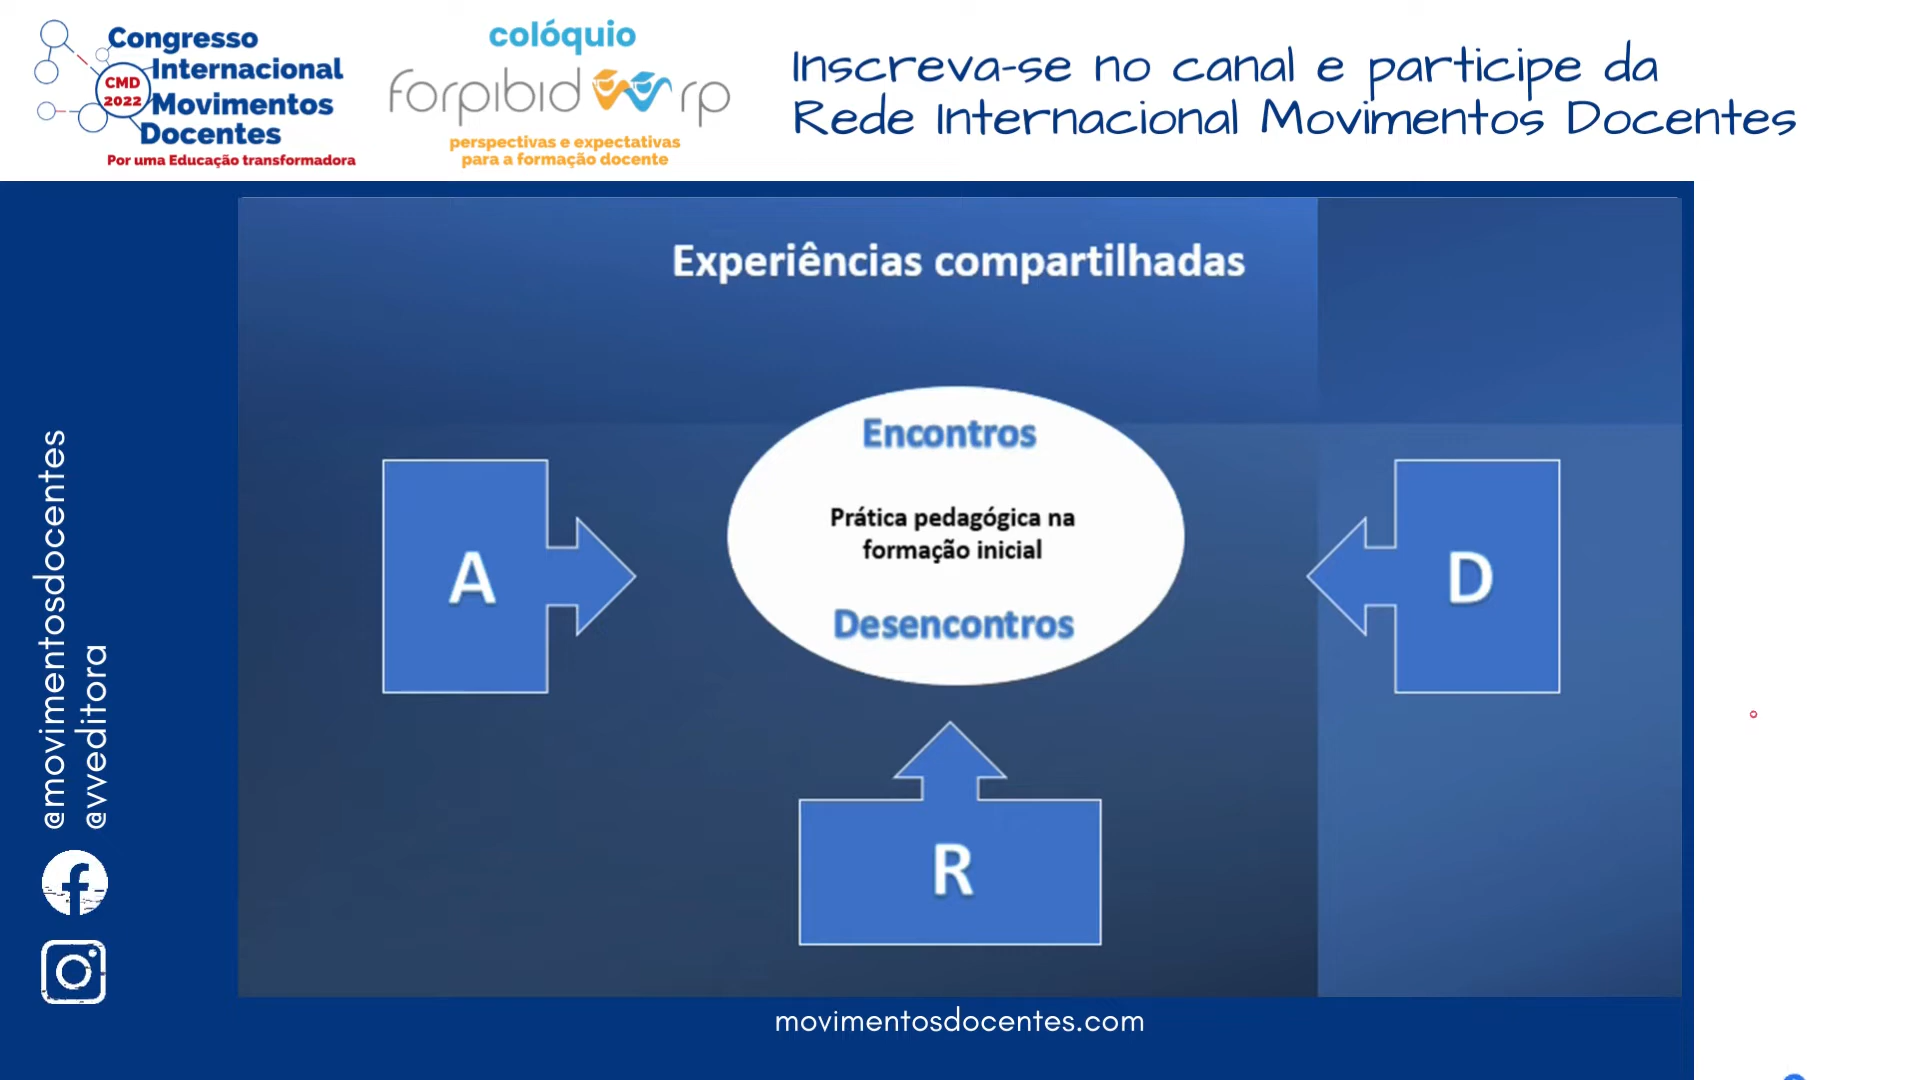 Congresso
Internacional
CMD
2022
Movimentos
Docentes
Por uma Educação transformadora
colóquio
forpibid rp
perspectivas e expectativas
para a formação docente
Inscreva-se no canal e participe da
Rede Internacional Movimentos Docentes
Experiências compartilhadas
Encontros
Prática pedagógica na
formação inicial
Desencontros
A
D
R
@movimentosdocentes
@vveditora
movimentosdocentes.com